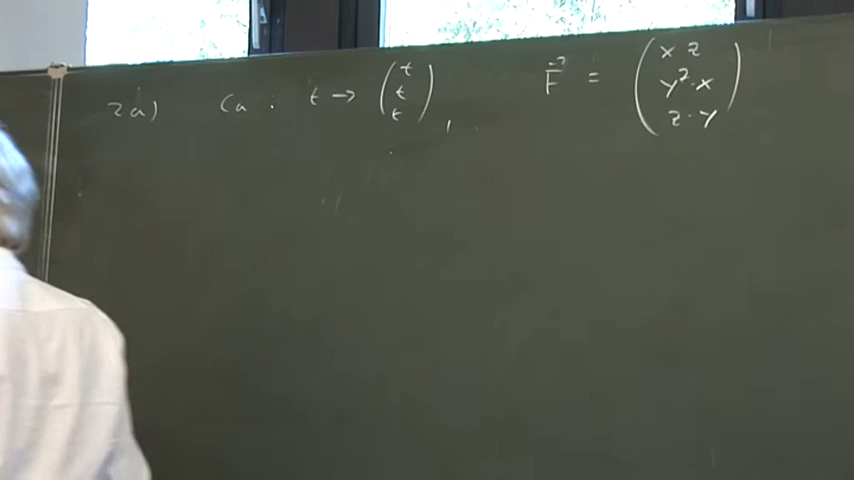 2a) Ca : t → (t t t), F⃗ = (x z y²·x z·y)